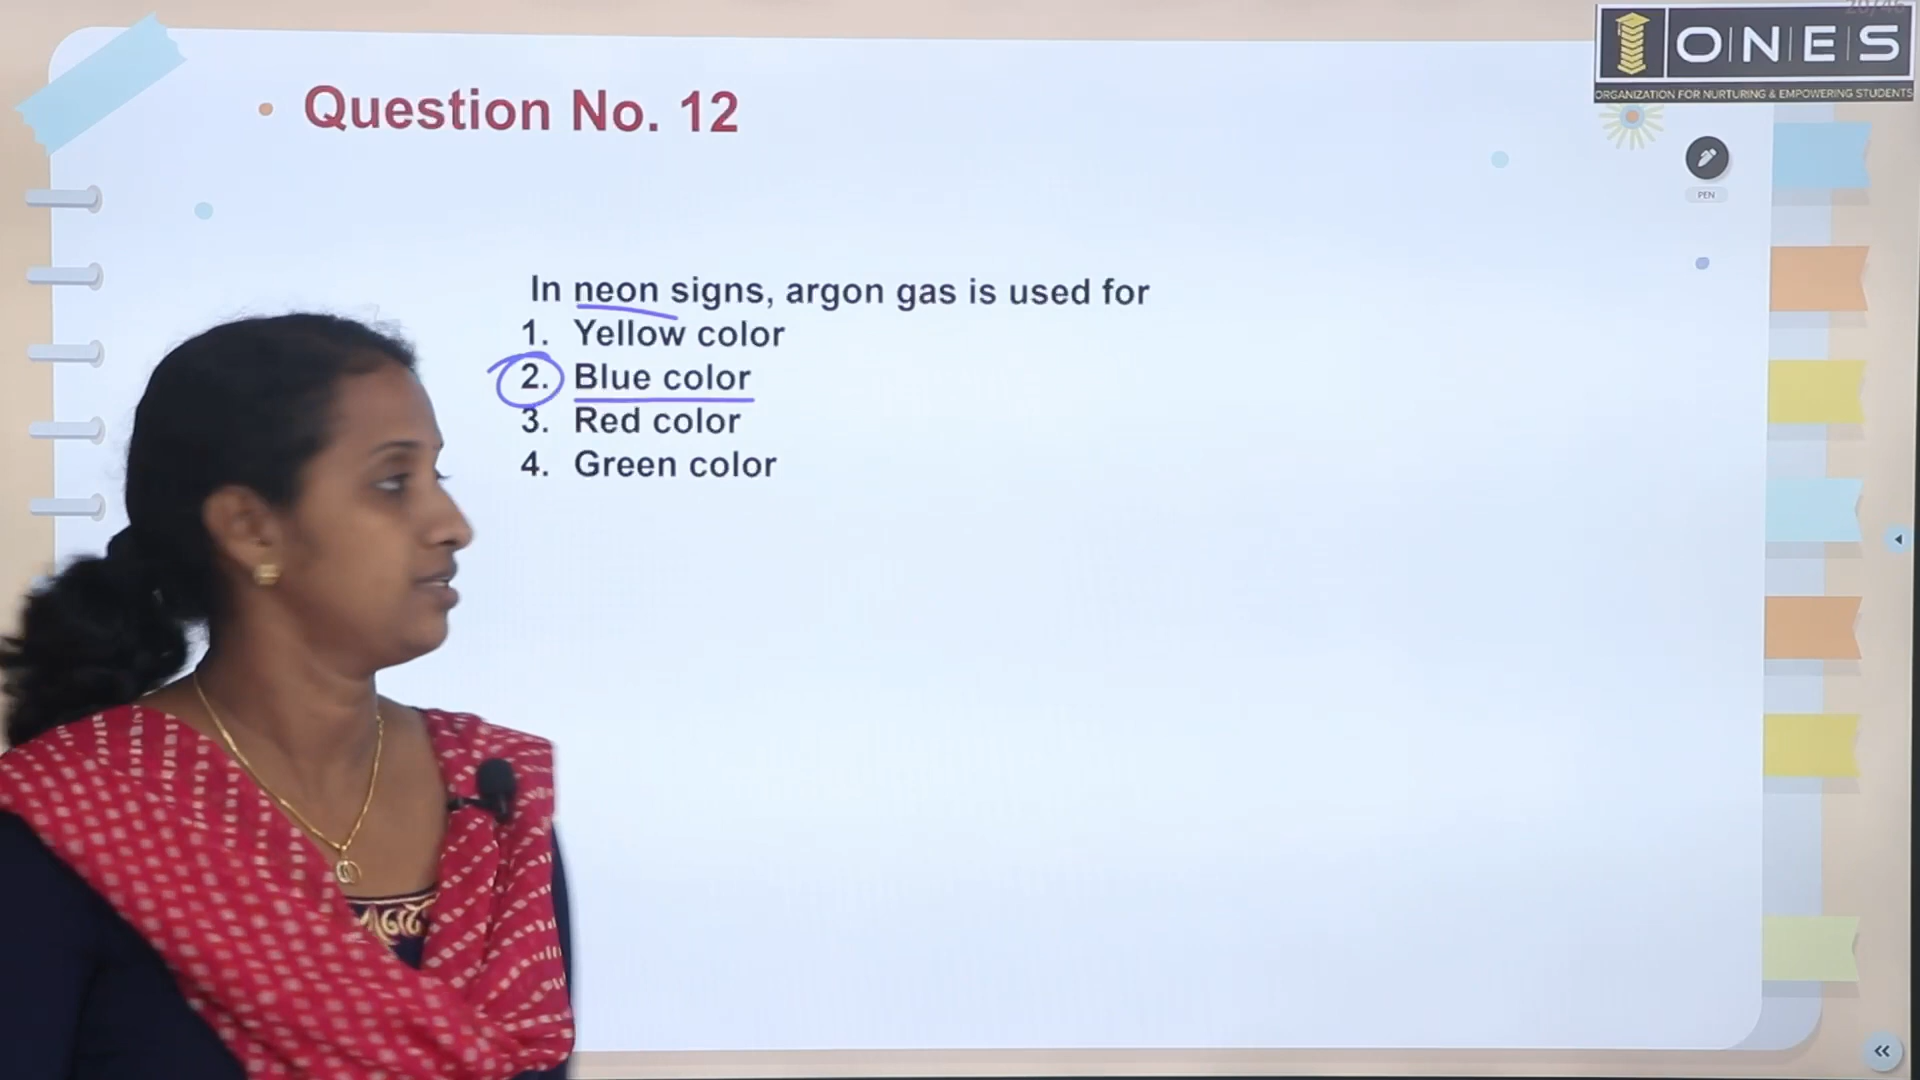 O|N|E|S
ORGANIZATION FOR NURTURING & EMPOWERING STUDENTS
• Question No. 12
PEN
In neon signs, argon gas is used for
1. Yellow color
2. Blue color
3. Red color
4. Green color